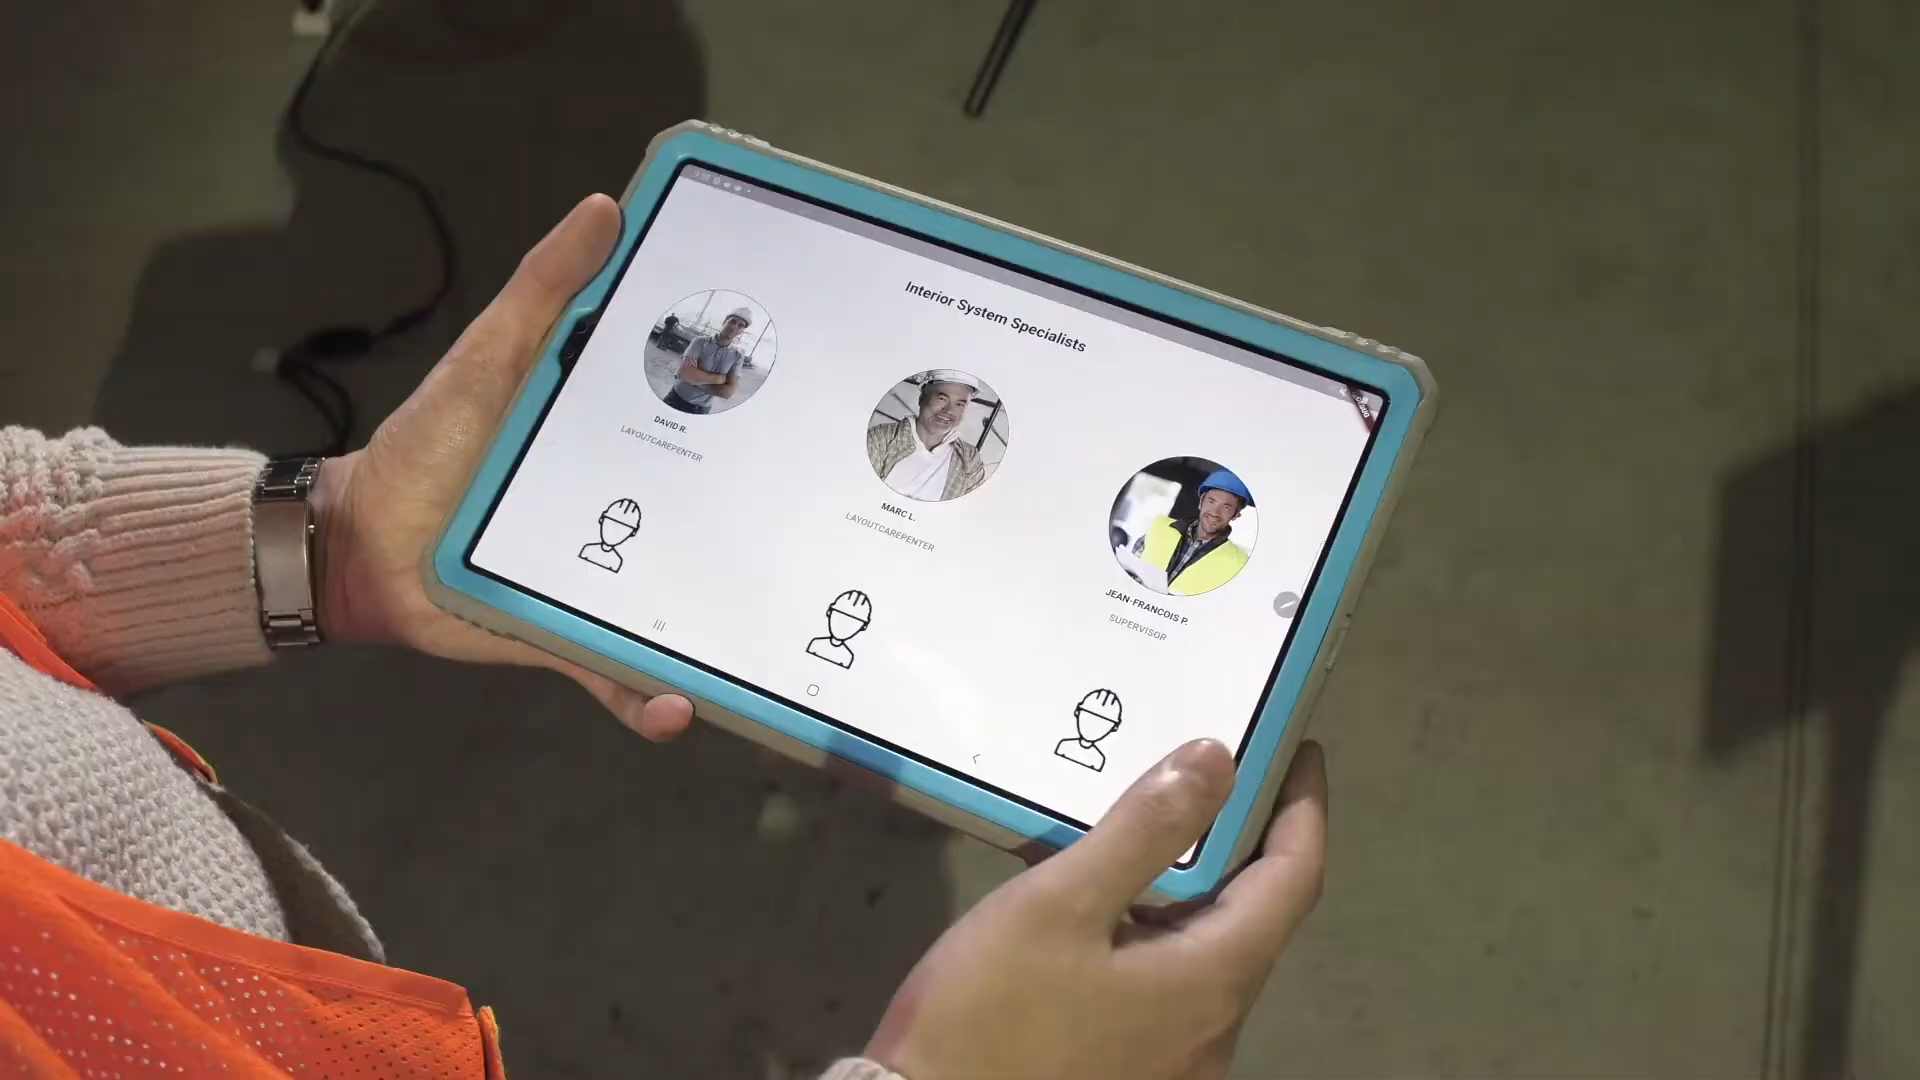 Interior System Specialists
DAVID R.
LAYOUTCAREPENTER
MARC L.
LAYOUTCAREPENTER
JEAN-FRANCOIS P.
SUPERVISOR